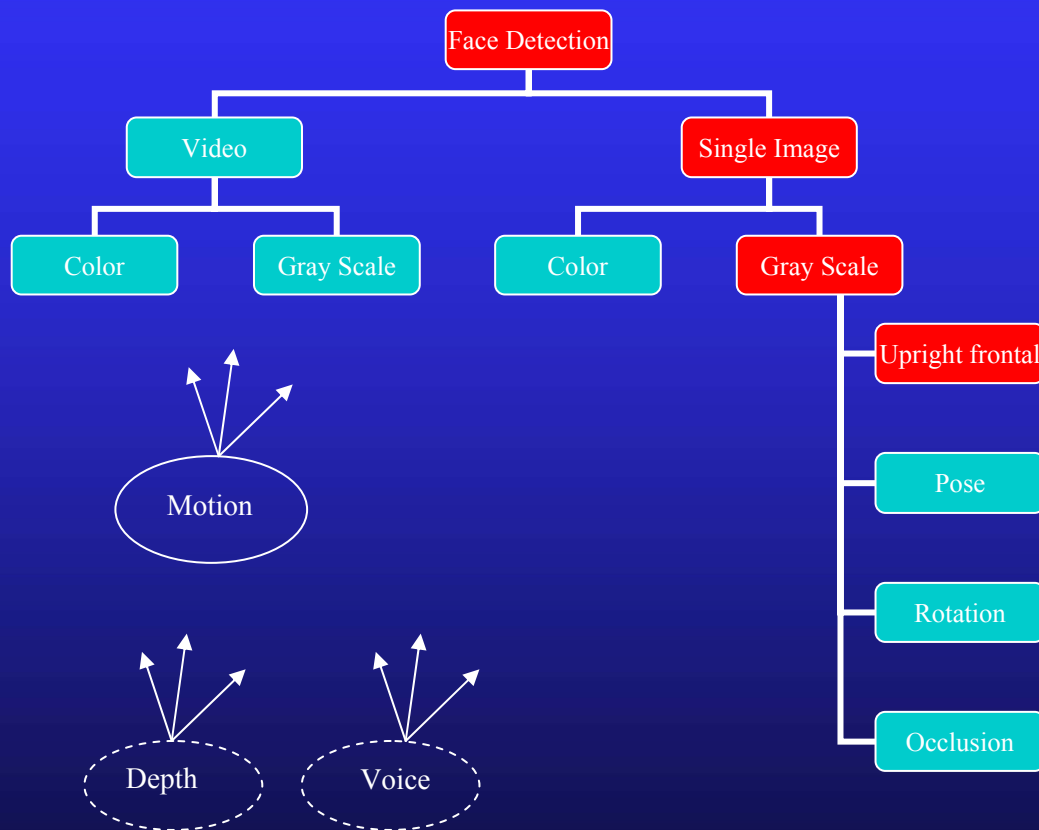 Face Detection
Video
Single Image
Color
Gray Scale
Color
Gray Scale
Upright frontal
Pose
Rotation
Occlusion
Motion
Depth
Voice